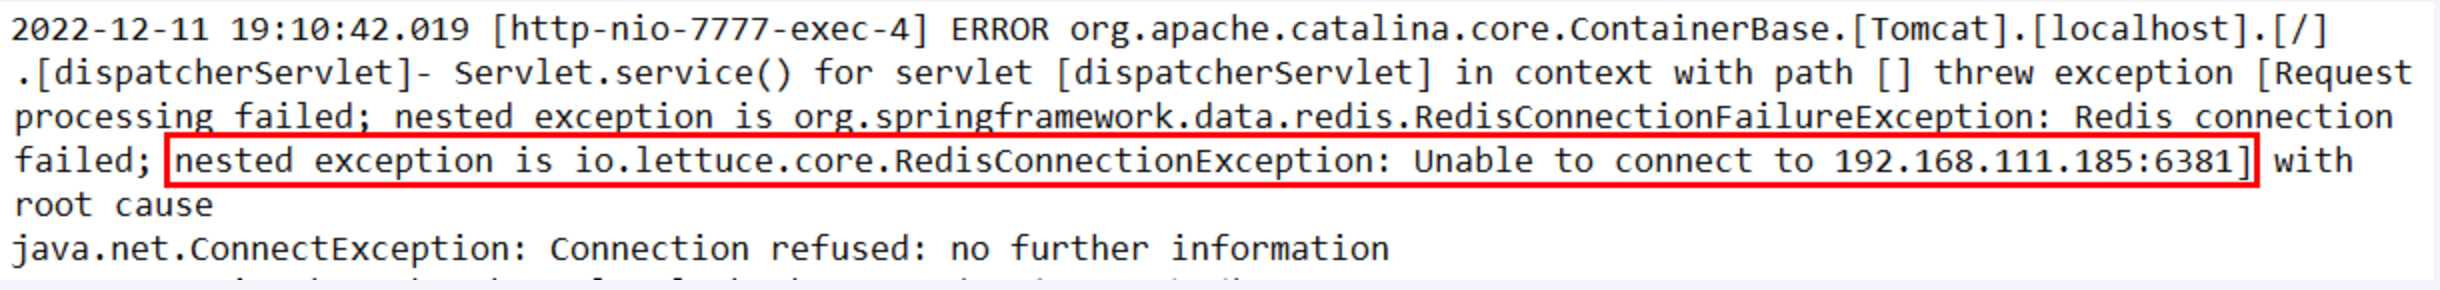 2022-12-11 19:10:42.019 [http-nio-7777-exec-4] ERROR org.apache.catalina.core.ContainerBase.[Tomcat].[localhost].[/]
.[dispatcherServlet]- Servlet.service() for servlet [dispatcherServlet] in context with path [] threw exception [Request
processing failed; nested exception is org.springframework.data.redis.RedisConnectionFailureException: Redis connection
failed; nested exception is io.lettuce.core.RedisConnectionException: Unable to connect to 192.168.111.185:6381] with
root cause
java.net.ConnectException: Connection refused: no further information